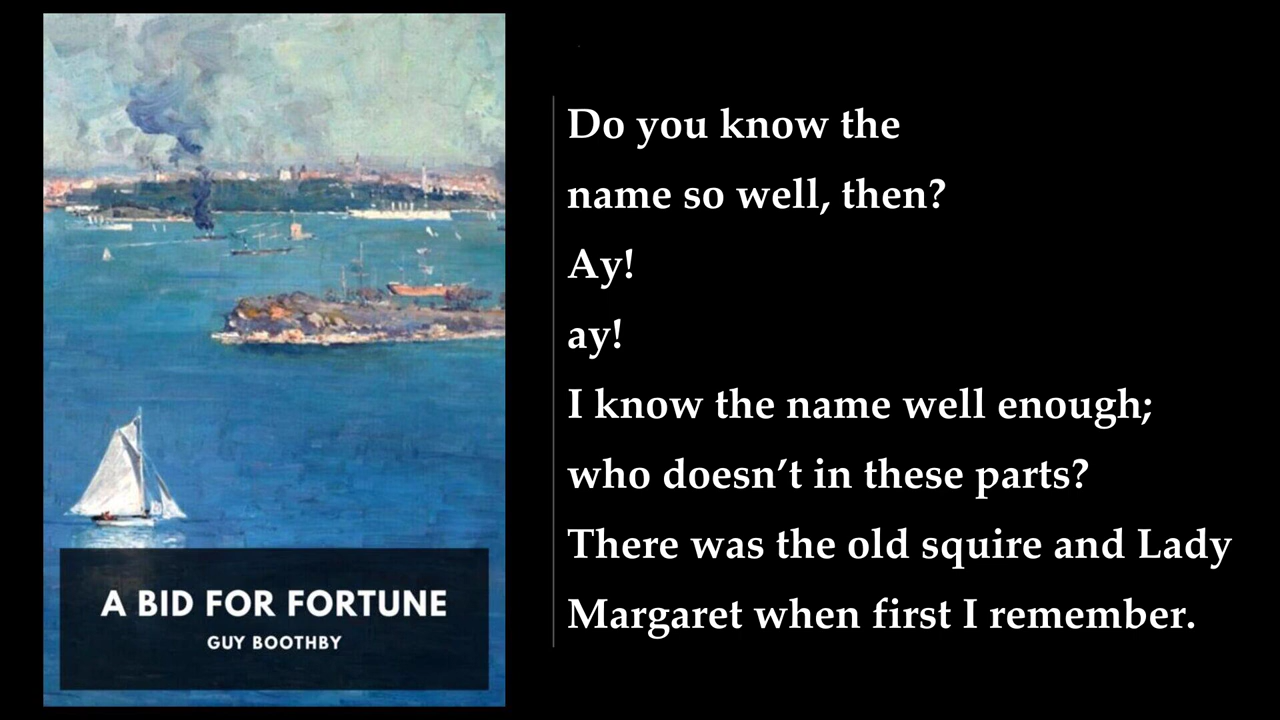 A BID FOR FORTUNE
GUY BOOTHBY
Do you know the
name so well, then?
Ay!
ay!
I know the name well enough;
who doesn’t in these parts?
There was the old squire and Lady
Margaret when first I remember.